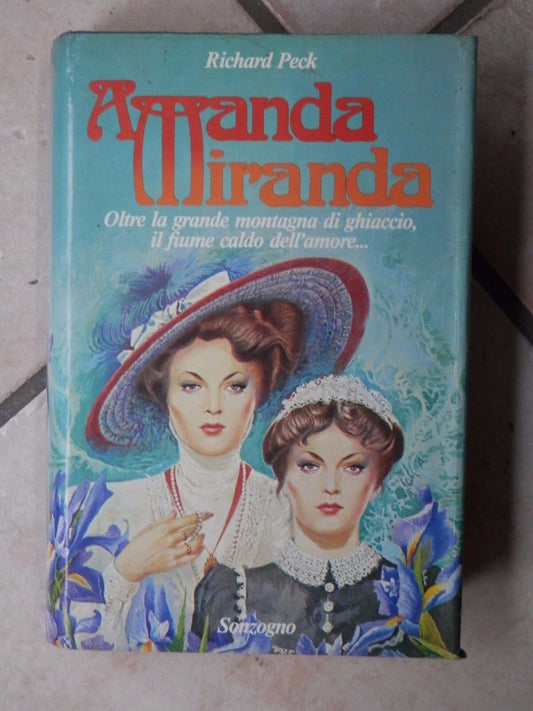 Richard Peck
Amanda
Miranda
Oltre la grande montagna di ghiaccio,
il fiume caldo dell'amore...
Sonzogno